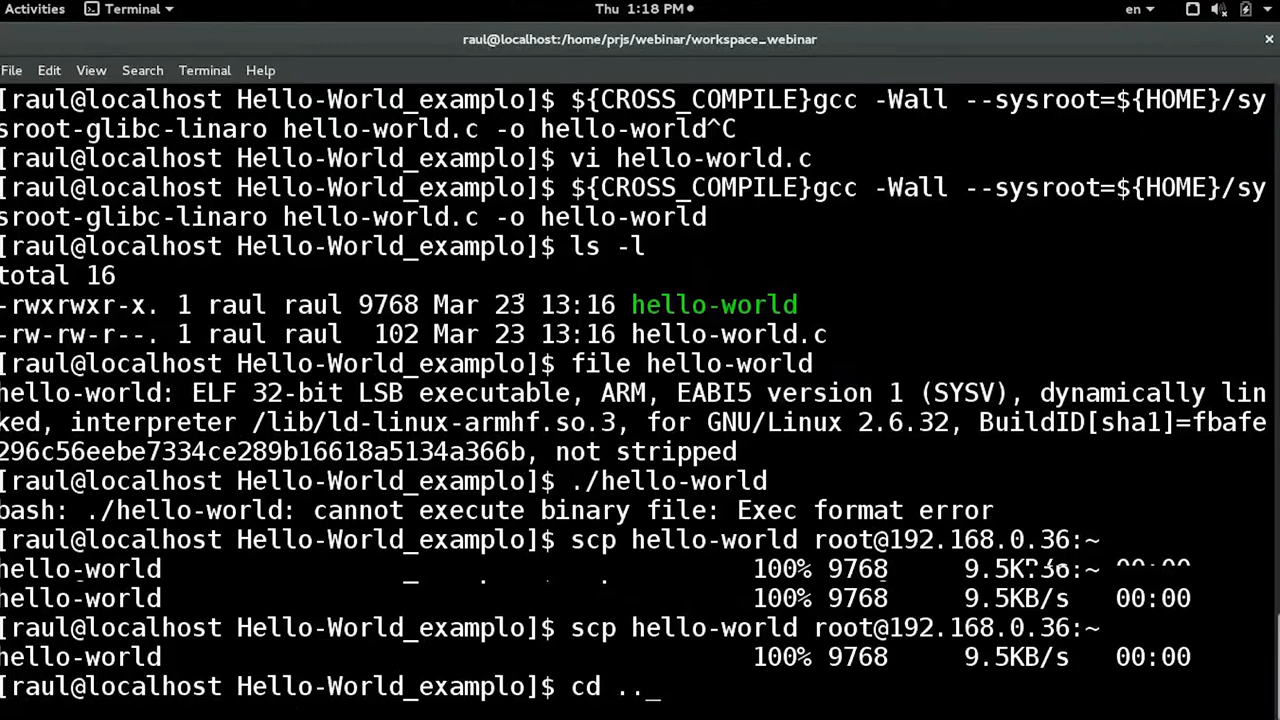 Activities Terminal Thu 1:18 PM en
raul@localhost:/home/prjs/webinar/workspace_webinar
File Edit View Search Terminal Help
[raul@localhost Hello-World_examplo]$ ${CROSS_COMPILE}gcc -Wall --sysroot=${HOME}/sy
sroot-glibc-linaro hello-world.c -o hello-world^C
[raul@localhost Hello-World_examplo]$ vi hello-world.c
[raul@localhost Hello-World_examplo]$ ${CROSS_COMPILE}gcc -Wall --sysroot=${HOME}/sy
sroot-glibc-linaro hello-world.c -o hello-world
[raul@localhost Hello-World_examplo]$ ls -l
total 16
-rwxrwxr-x. 1 raul raul 9768 Mar 23 13:16 hello-world
-rw-rw-r--. 1 raul raul  102 Mar 23 13:16 hello-world.c
[raul@localhost Hello-World_examplo]$ file hello-world
hello-world: ELF 32-bit LSB executable, ARM, EABI5 version 1 (SYSV), dynamically lin
ked, interpreter /lib/ld-linux-armhf.so.3, for GNU/Linux 2.6.32, BuildID[sha1]=fbafe
296c56eebe7334ce289b16618a5134a366b, not stripped
[raul@localhost Hello-World_examplo]$ ./hello-world
bash: ./hello-world: cannot execute binary file: Exec format error
[raul@localhost Hello-World_examplo]$ scp hello-world root@192.168.0.36:~
hello-world 100% 9768
hello-world 100% 9768 9.5KB/s 00:00
[raul@localhost Hello-World_examplo]$ scp hello-world root@192.168.0.36:~
hello-world 100% 9768 9.5KB/s 00:00
[raul@localhost Hello-World_examplo]$ cd .._